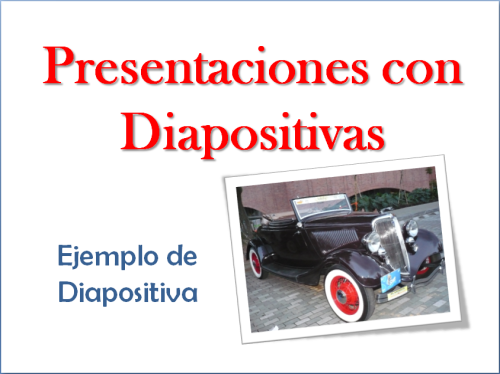 Presentaciones con
Diapositivas
Ejemplo de
Diapositiva